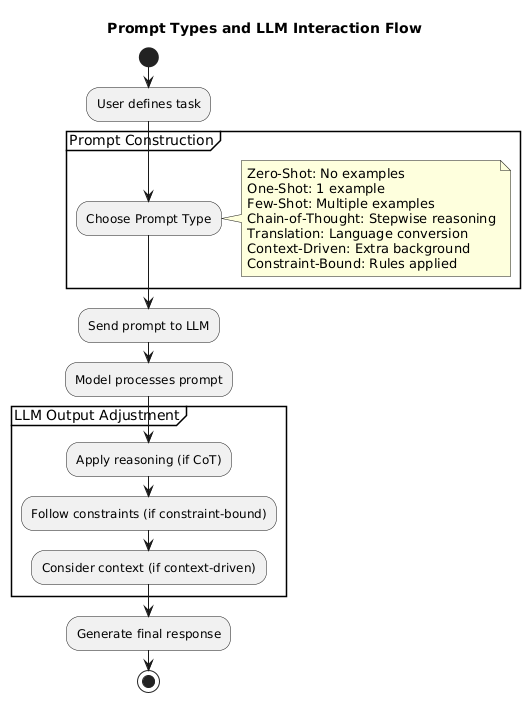 Prompt Types and LLM Interaction Flow
User defines task
Prompt Construction
Choose Prompt Type
Zero-Shot: No examples
One-Shot: 1 example
Few-Shot: Multiple examples
Chain-of-Thought: Stepwise reasoning
Translation: Language conversion
Context-Driven: Extra background
Constraint-Bound: Rules applied
Send prompt to LLM
Model processes prompt
LLM Output Adjustment
Apply reasoning (if CoT)
Follow constraints (if constraint-bound)
Consider context (if context-driven)
Generate final response